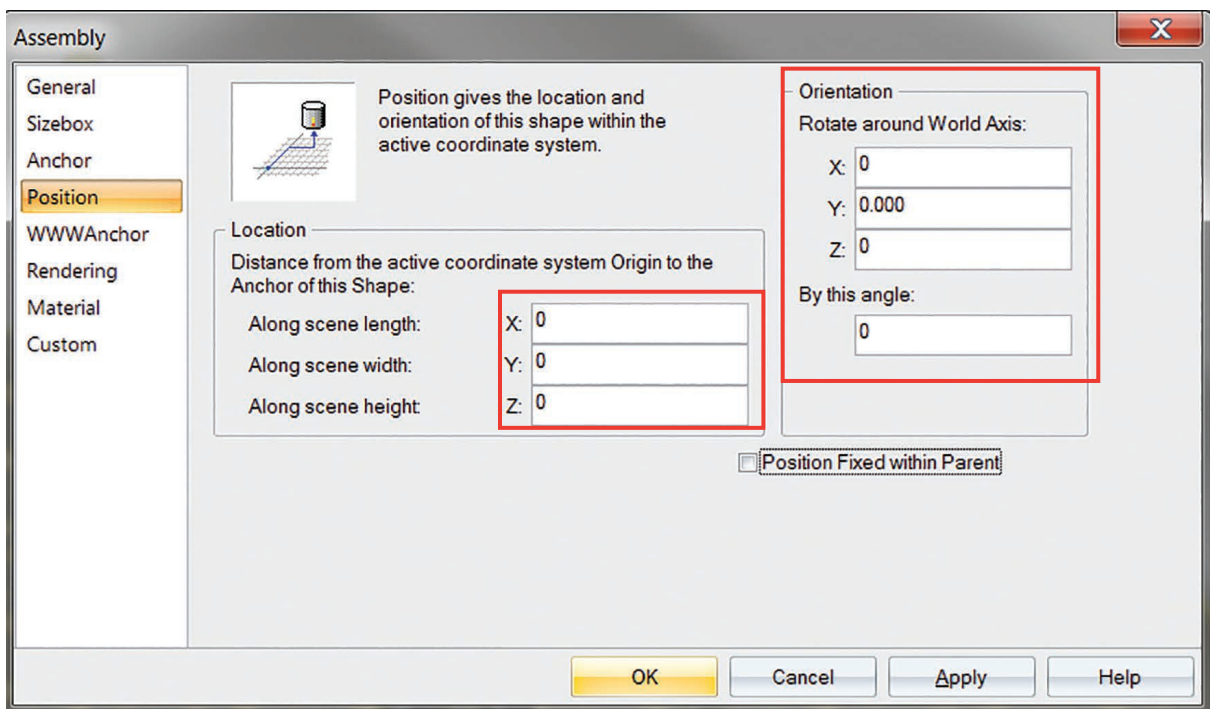 Assembly
General
Sizebox
Anchor
Position
WWWAnchor
Rendering
Material
Custom
Position gives the location and
orientation of this shape within the
active coordinate system.
Location
Distance from the active coordinate system Origin to the
Anchor of this Shape:
Along scene length: X: 0
Along scene width: Y: 0
Along scene height: Z: 0
Orientation
Rotate around World Axis:
X: 0
Y: 0.000
Z: 0
By this angle:
0
Position Fixed within Parent
OK Cancel Apply Help